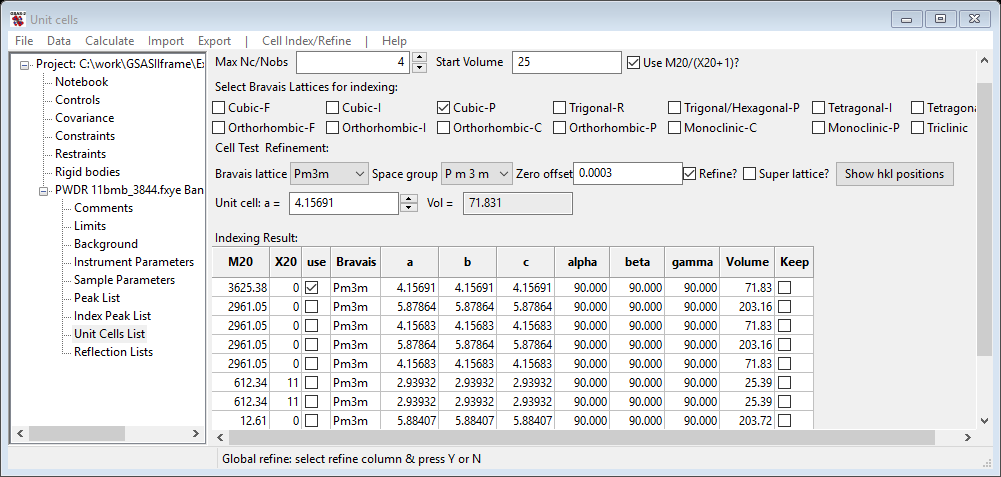 GSAS-II
Unit cells
File Data Calculate Import Export | Cell Index/Refine | Help
Project: C:\work\GSASIIframe\Ex
Notebook
Controls
Covariance
Constraints
Restraints
Rigid bodies
PWDR 11bmb_3844.fxye Ban
Comments
Limits
Background
Instrument Parameters
Sample Parameters
Peak List
Index Peak List
Unit Cells List
Reflection Lists
Max Nc/Nobs 4 Start Volume 25 Use M20/(X20+1)?
Select Bravais Lattices for indexing:
Cubic-F Cubic-I Cubic-P Trigonal-R Trigonal/Hexagonal-P Tetragonal-I Tetragona
Orthorhombic-F Orthorhombic-I Orthorhombic-C Orthorhombic-P Monoclinic-C Monoclinic-P Triclinic
Cell Test Refinement:
Bravais lattice Pm3m Space group P m 3 m Zero offset 0.0003 Refine? Super lattice? Show hkl positions
Unit cell: a = 4.15691 Vol = 71.831
Indexing Result:
M20 X20 use Bravais a b c alpha beta gamma Volume Keep
3625.38 0 Pm3m 4.15691 4.15691 4.15691 90.000 90.000 90.000 71.83
2961.05 0 Pm3m 5.87864 5.87864 5.87864 90.000 90.000 90.000 203.16
2961.05 0 Pm3m 4.15683 4.15683 4.15683 90.000 90.000 90.000 71.83
2961.05 0 Pm3m 5.87864 5.87864 5.87864 90.000 90.000 90.000 203.16
2961.05 0 Pm3m 4.15683 4.15683 4.15683 90.000 90.000 90.000 71.83
612.34 11 Pm3m 2.93932 2.93932 2.93932 90.000 90.000 90.000 25.39
612.34 11 Pm3m 2.93932 2.93932 2.93932 90.000 90.000 90.000 25.39
12.61 0 Pm3m 5.88407 5.88407 5.88407 90.000 90.000 90.000 203.72
Global refine: select refine column & press Y or N